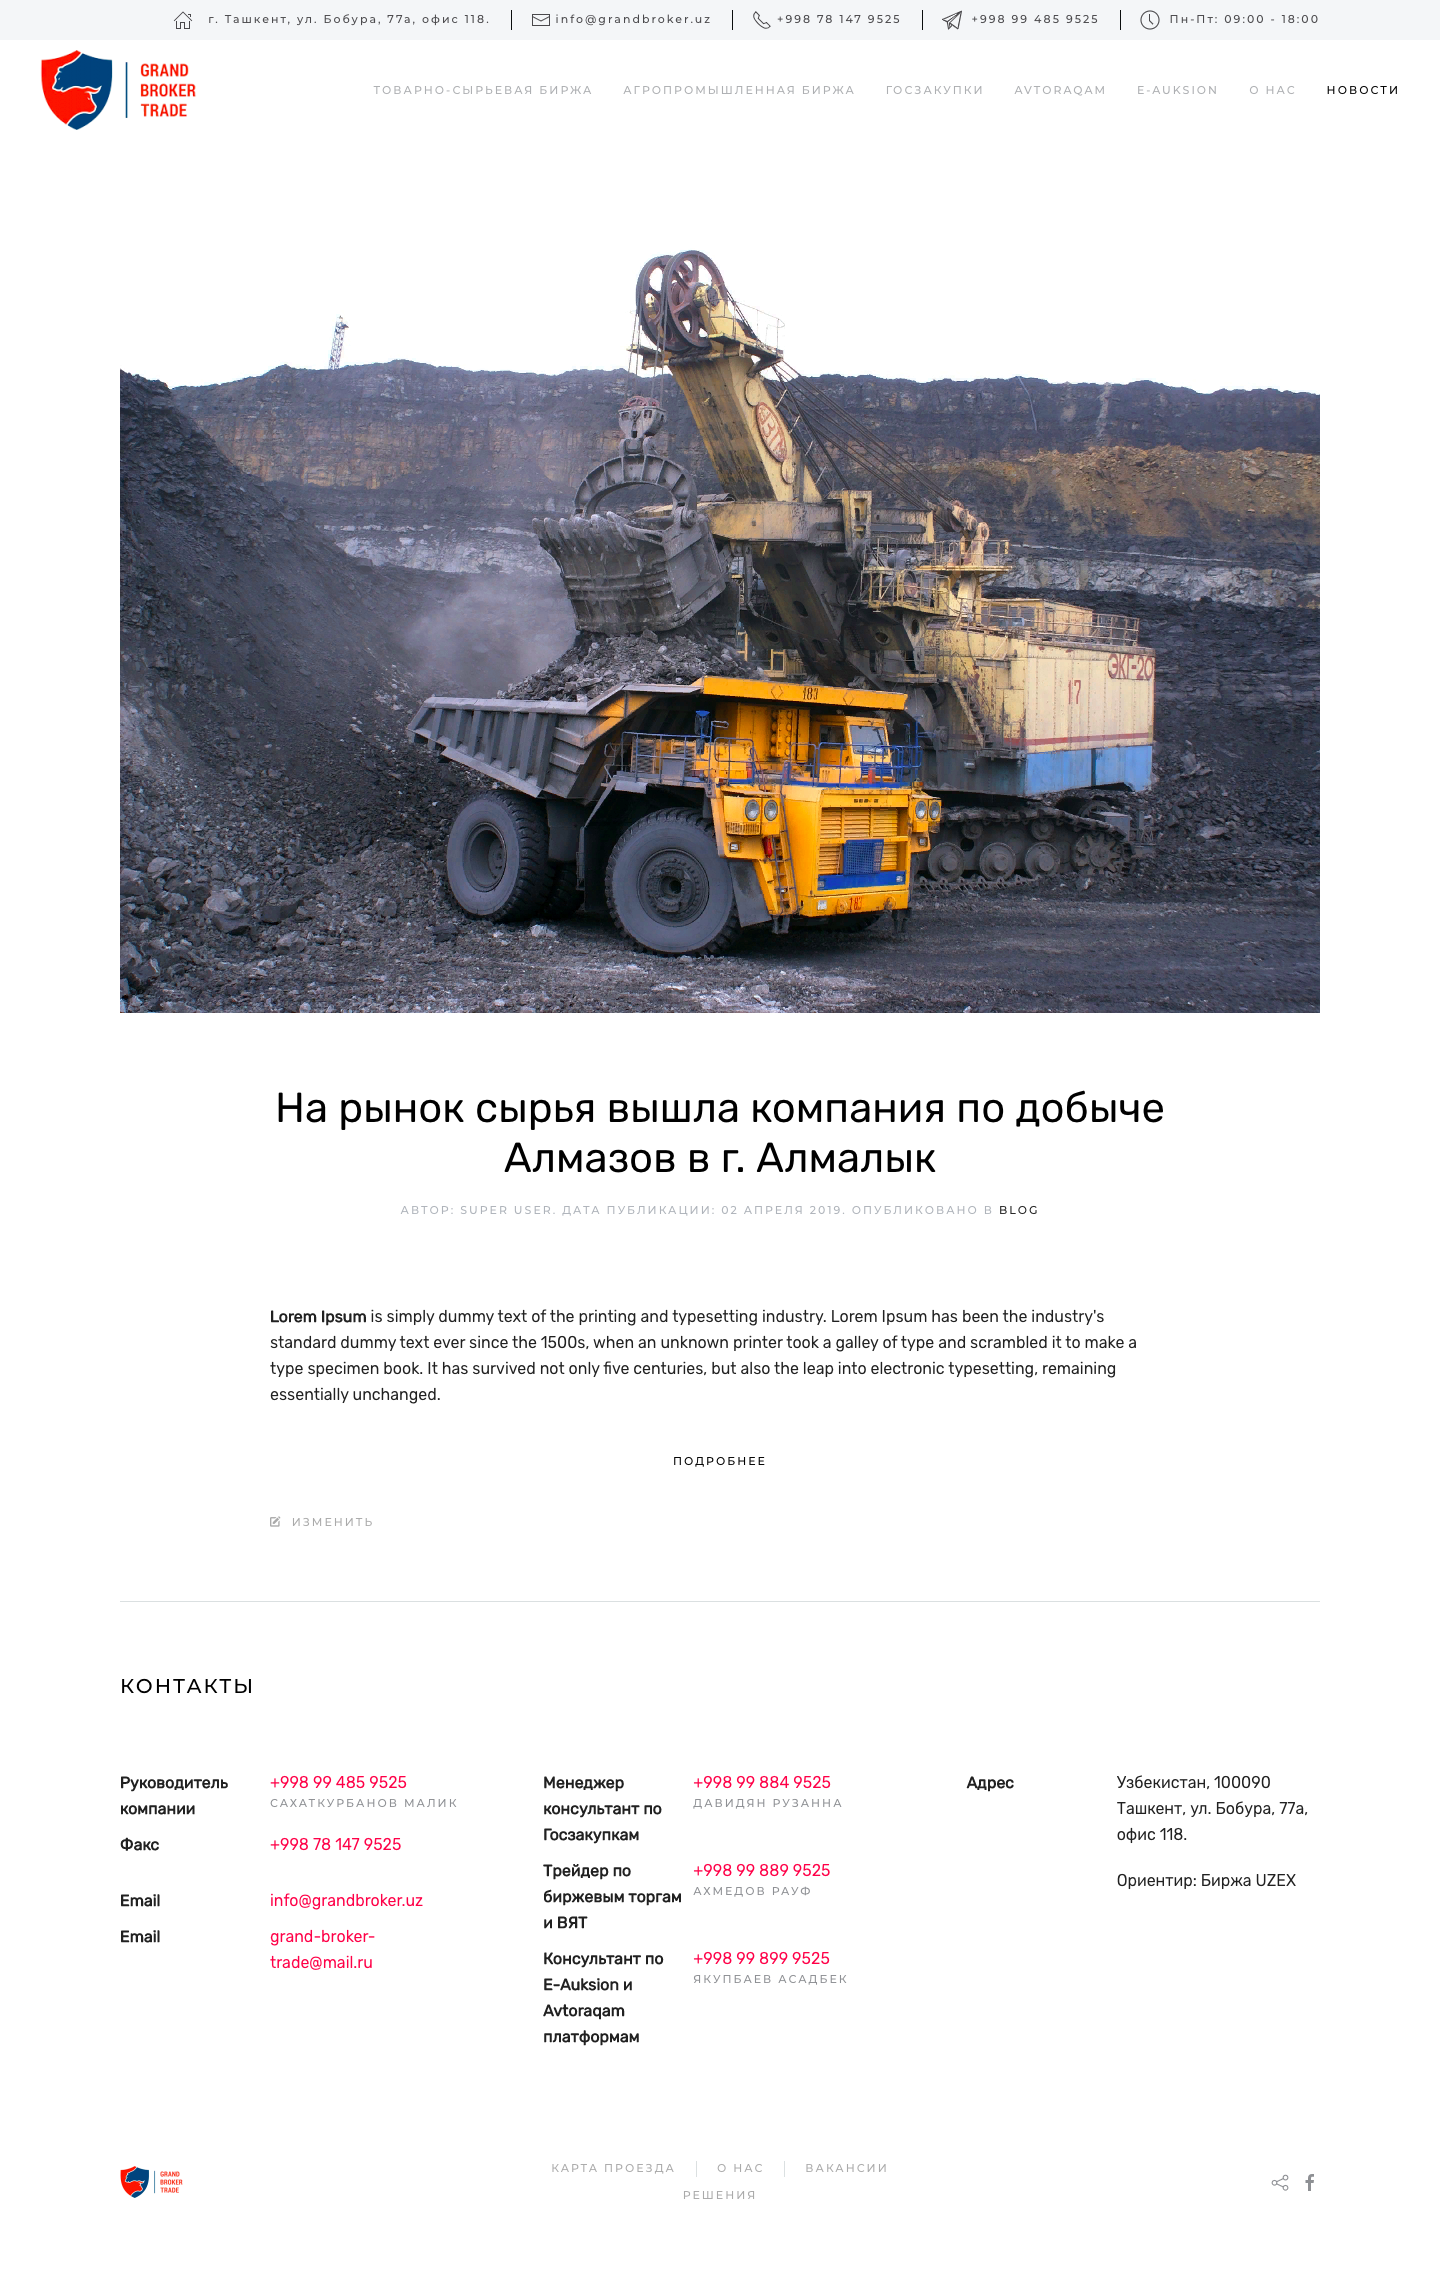 г. Ташкент, ул. Бобура, 77а, офис 118.
info@grandbroker.uz
+998 78 147 9525
+998 99 485 9525
Пн-Пт: 09:00 - 18:00
GRAND
BROKER
TRADE
ТОВАРНО-СЫРЬЕВАЯ БИРЖА
АГРОПРОМЫШЛЕННАЯ БИРЖА
ГОСЗАКУПКИ
AVTORAQAM
E-AUKSION
О НАС
НОВОСТИ
ЭКГ-20
17
183
183
На рынок сырья вышла компания по добыче
Алмазов в г. Алмалык
АВТОР: SUPER USER. ДАТА ПУБЛИКАЦИИ: 02 АПРЕЛЯ 2019. ОПУБЛИКОВАНО В BLOG
Lorem Ipsum is simply dummy text of the printing and typesetting industry. Lorem Ipsum has been the industry's
standard dummy text ever since the 1500s, when an unknown printer took a galley of type and scrambled it to make a
type specimen book. It has survived not only five centuries, but also the leap into electronic typesetting, remaining
essentially unchanged.
ПОДРОБНЕЕ
ИЗМЕНИТЬ
КОНТАКТЫ
Руководитель
компании
+998 99 485 9525
САХАТКУРБАНОВ МАЛИК
Факс
+998 78 147 9525
Email
info@grandbroker.uz
Email
grand-broker-
trade@mail.ru
Менеджер
консультант по
Госзакупкам
+998 99 884 9525
ДАВИДЯН РУЗАННА
Трейдер по
биржевым торгам
и ВЯТ
+998 99 889 9525
АХМЕДОВ РАУФ
Консультант по
E-Auksion и
Avtoraqam
платформам
+998 99 899 9525
ЯКУПБАЕВ АСАДБЕК
Адрес
Узбекистан, 100090
Ташкент, ул. Бобура, 77а,
офис 118.
Ориентир: Биржа UZEX
GRAND
BROKER
TRADE
КАРТА ПРОЕЗДА
О НАС
ВАКАНСИИ
РЕШЕНИЯ